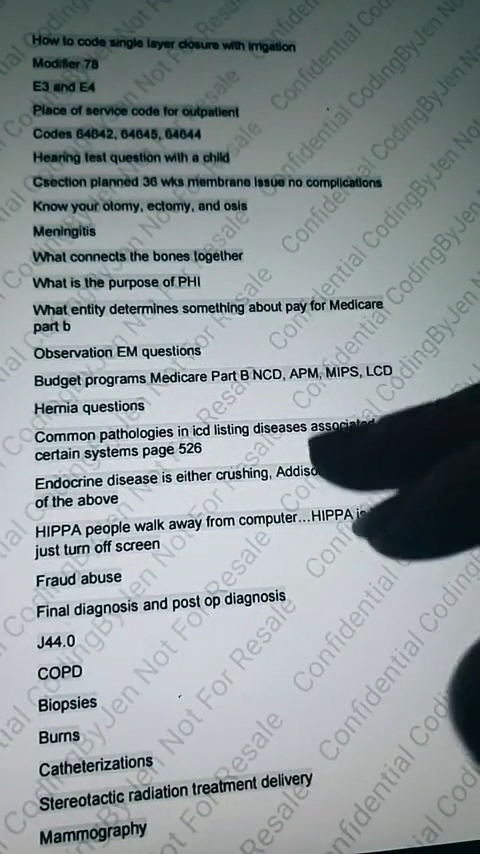 How to code single layer closure with irrigation
Modifier 78
E3 and E4
Place of service code for outpatient
Codes 64642, 64645, 64644
Hearing test question with a child
Csection planned 36 wks membrane issue no complications
Know your otomy, ectomy, and osis
Meningitis
What connects the bones together
What is the purpose of PHI
What entity determines something about pay for Medicare
part b
Observation EM questions
Budget programs Medicare Part B NCD, APM, MIPS, LCD
Hernia questions
Common pathologies in icd listing diseases associated
certain systems page 526
Endocrine disease is either crushing,
of the above
HIPPA people walk away from computer...HIPPA
just turn off screen
Fraud abuse
Final diagnosis and post op diagnosis
J44.0
COPD
Biopsies
Burns
Catheterizations
Stereotactic radiation treatment delivery
Mammography
Confidential CodingByJen Not For Resale